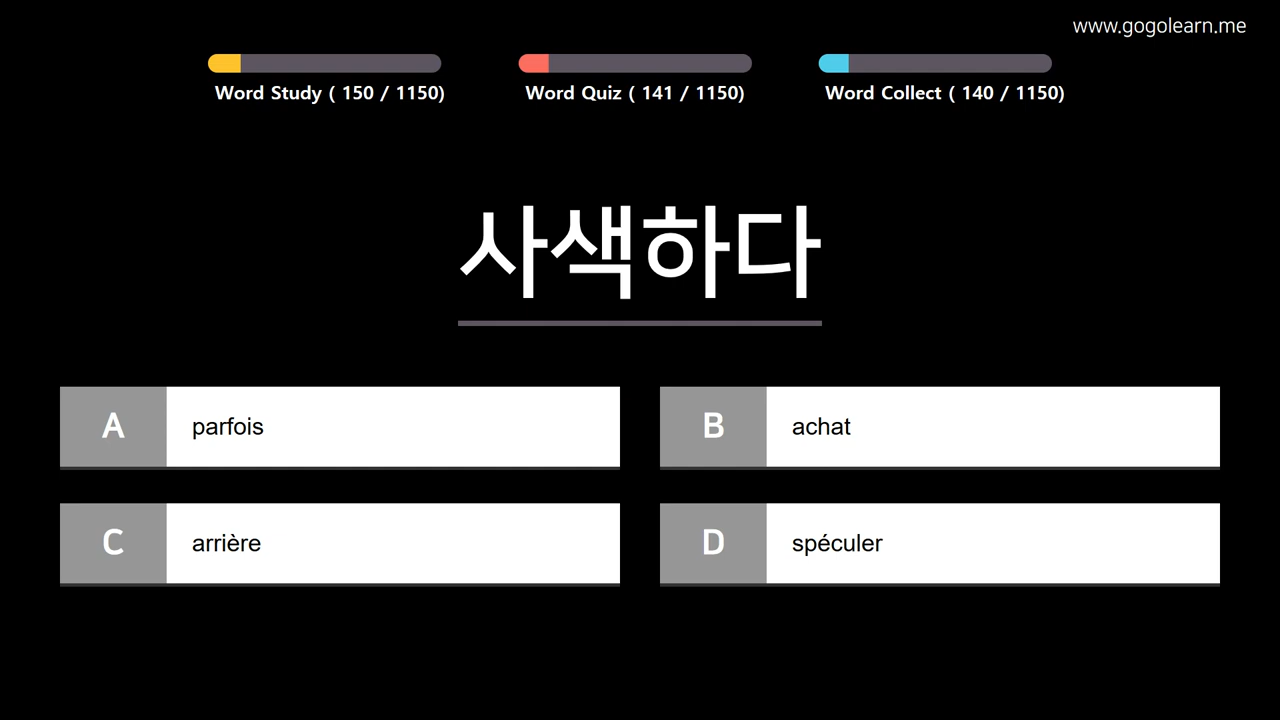 www.gogolearn.me
Word Study ( 150 / 1150)
Word Quiz ( 141 / 1150)
Word Collect ( 140 / 1150)
사색하다
A parfois
B achat
C arrière
D spéculer